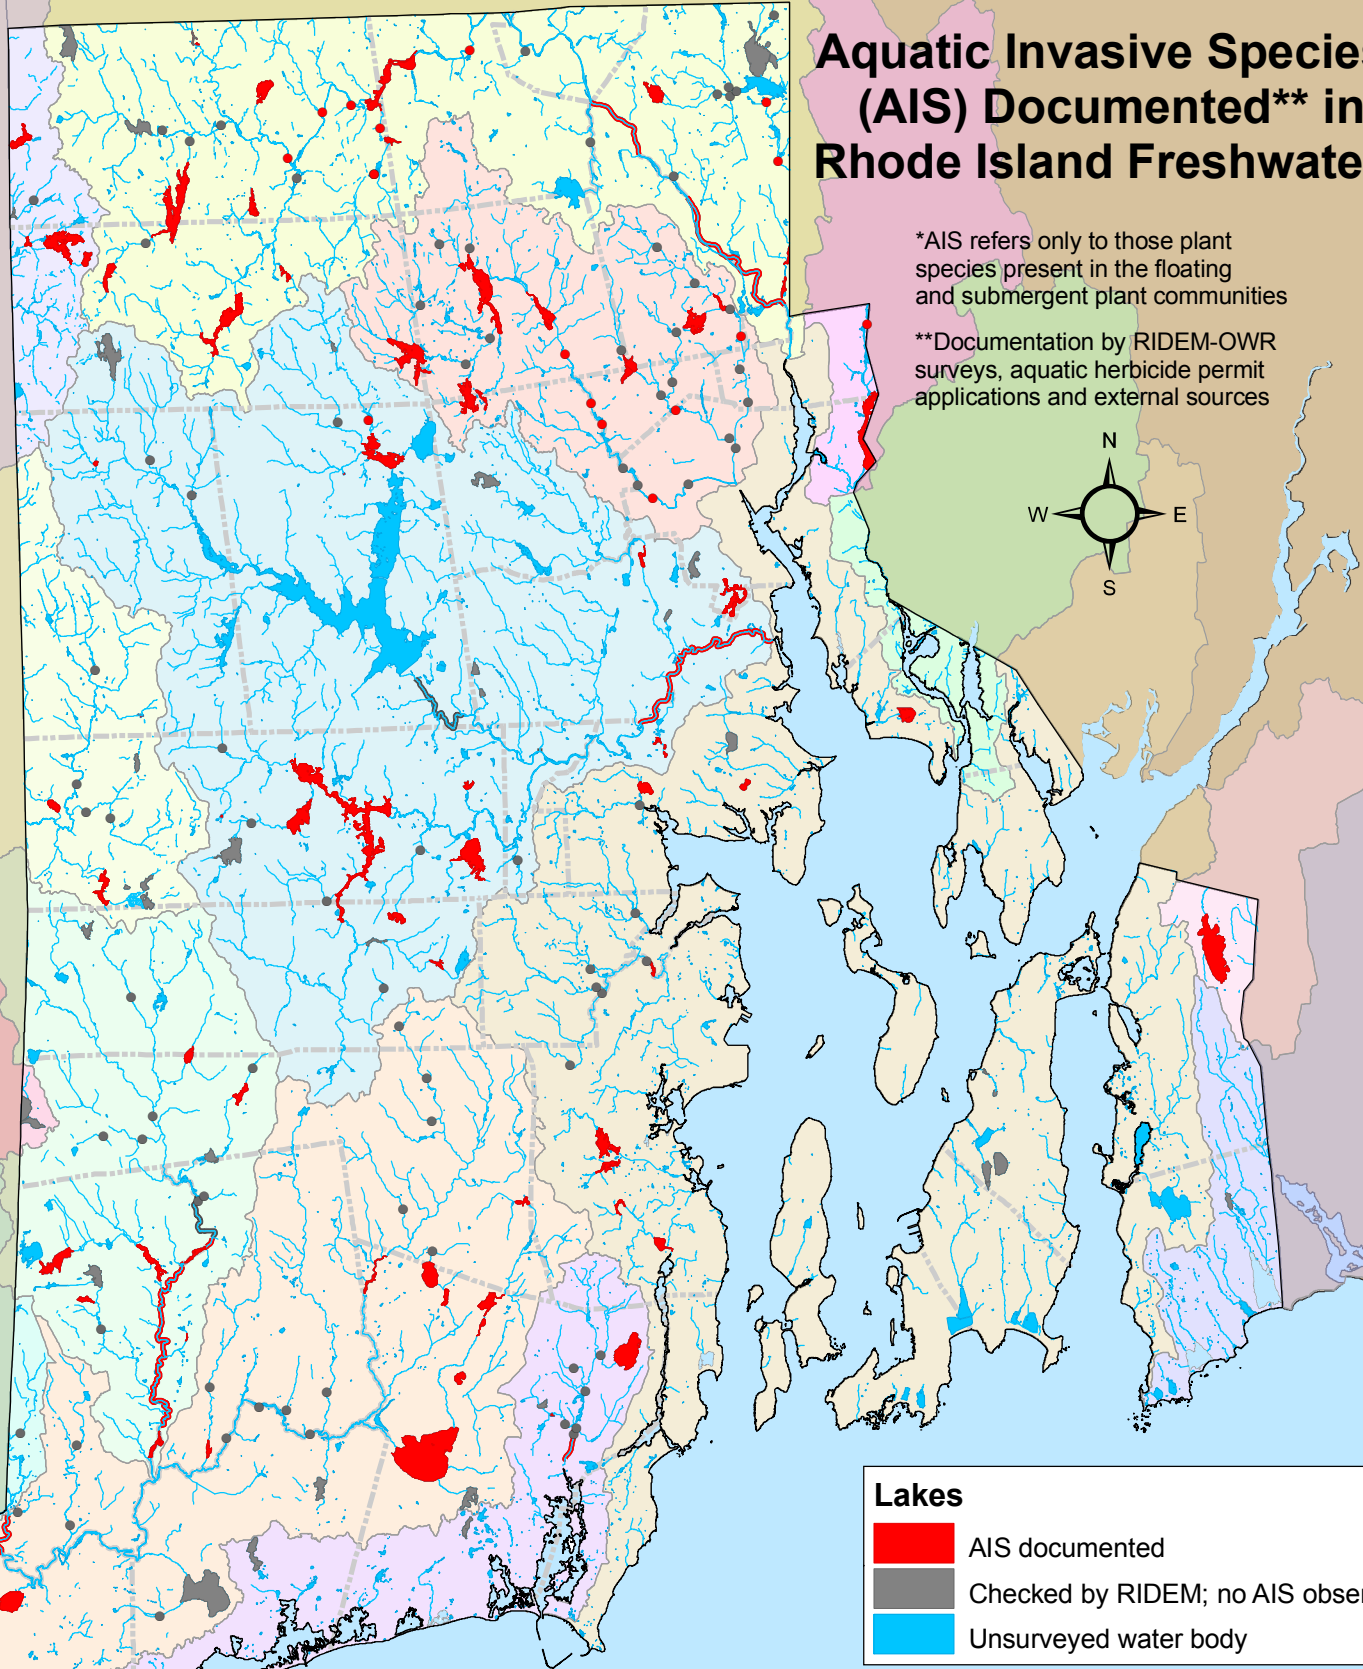 Aquatic Invasive Species
(AIS) Documented** in
Rhode Island Freshwate
*AIS refers only to those plant
species present in the floating
and submergent plant communities
**Documentation by RIDEM-OWR
surveys, aquatic herbicide permit
applications and external sources
N
W E
S
Lakes
AIS documented
Checked by RIDEM; no AIS obser
Unsurveyed water body